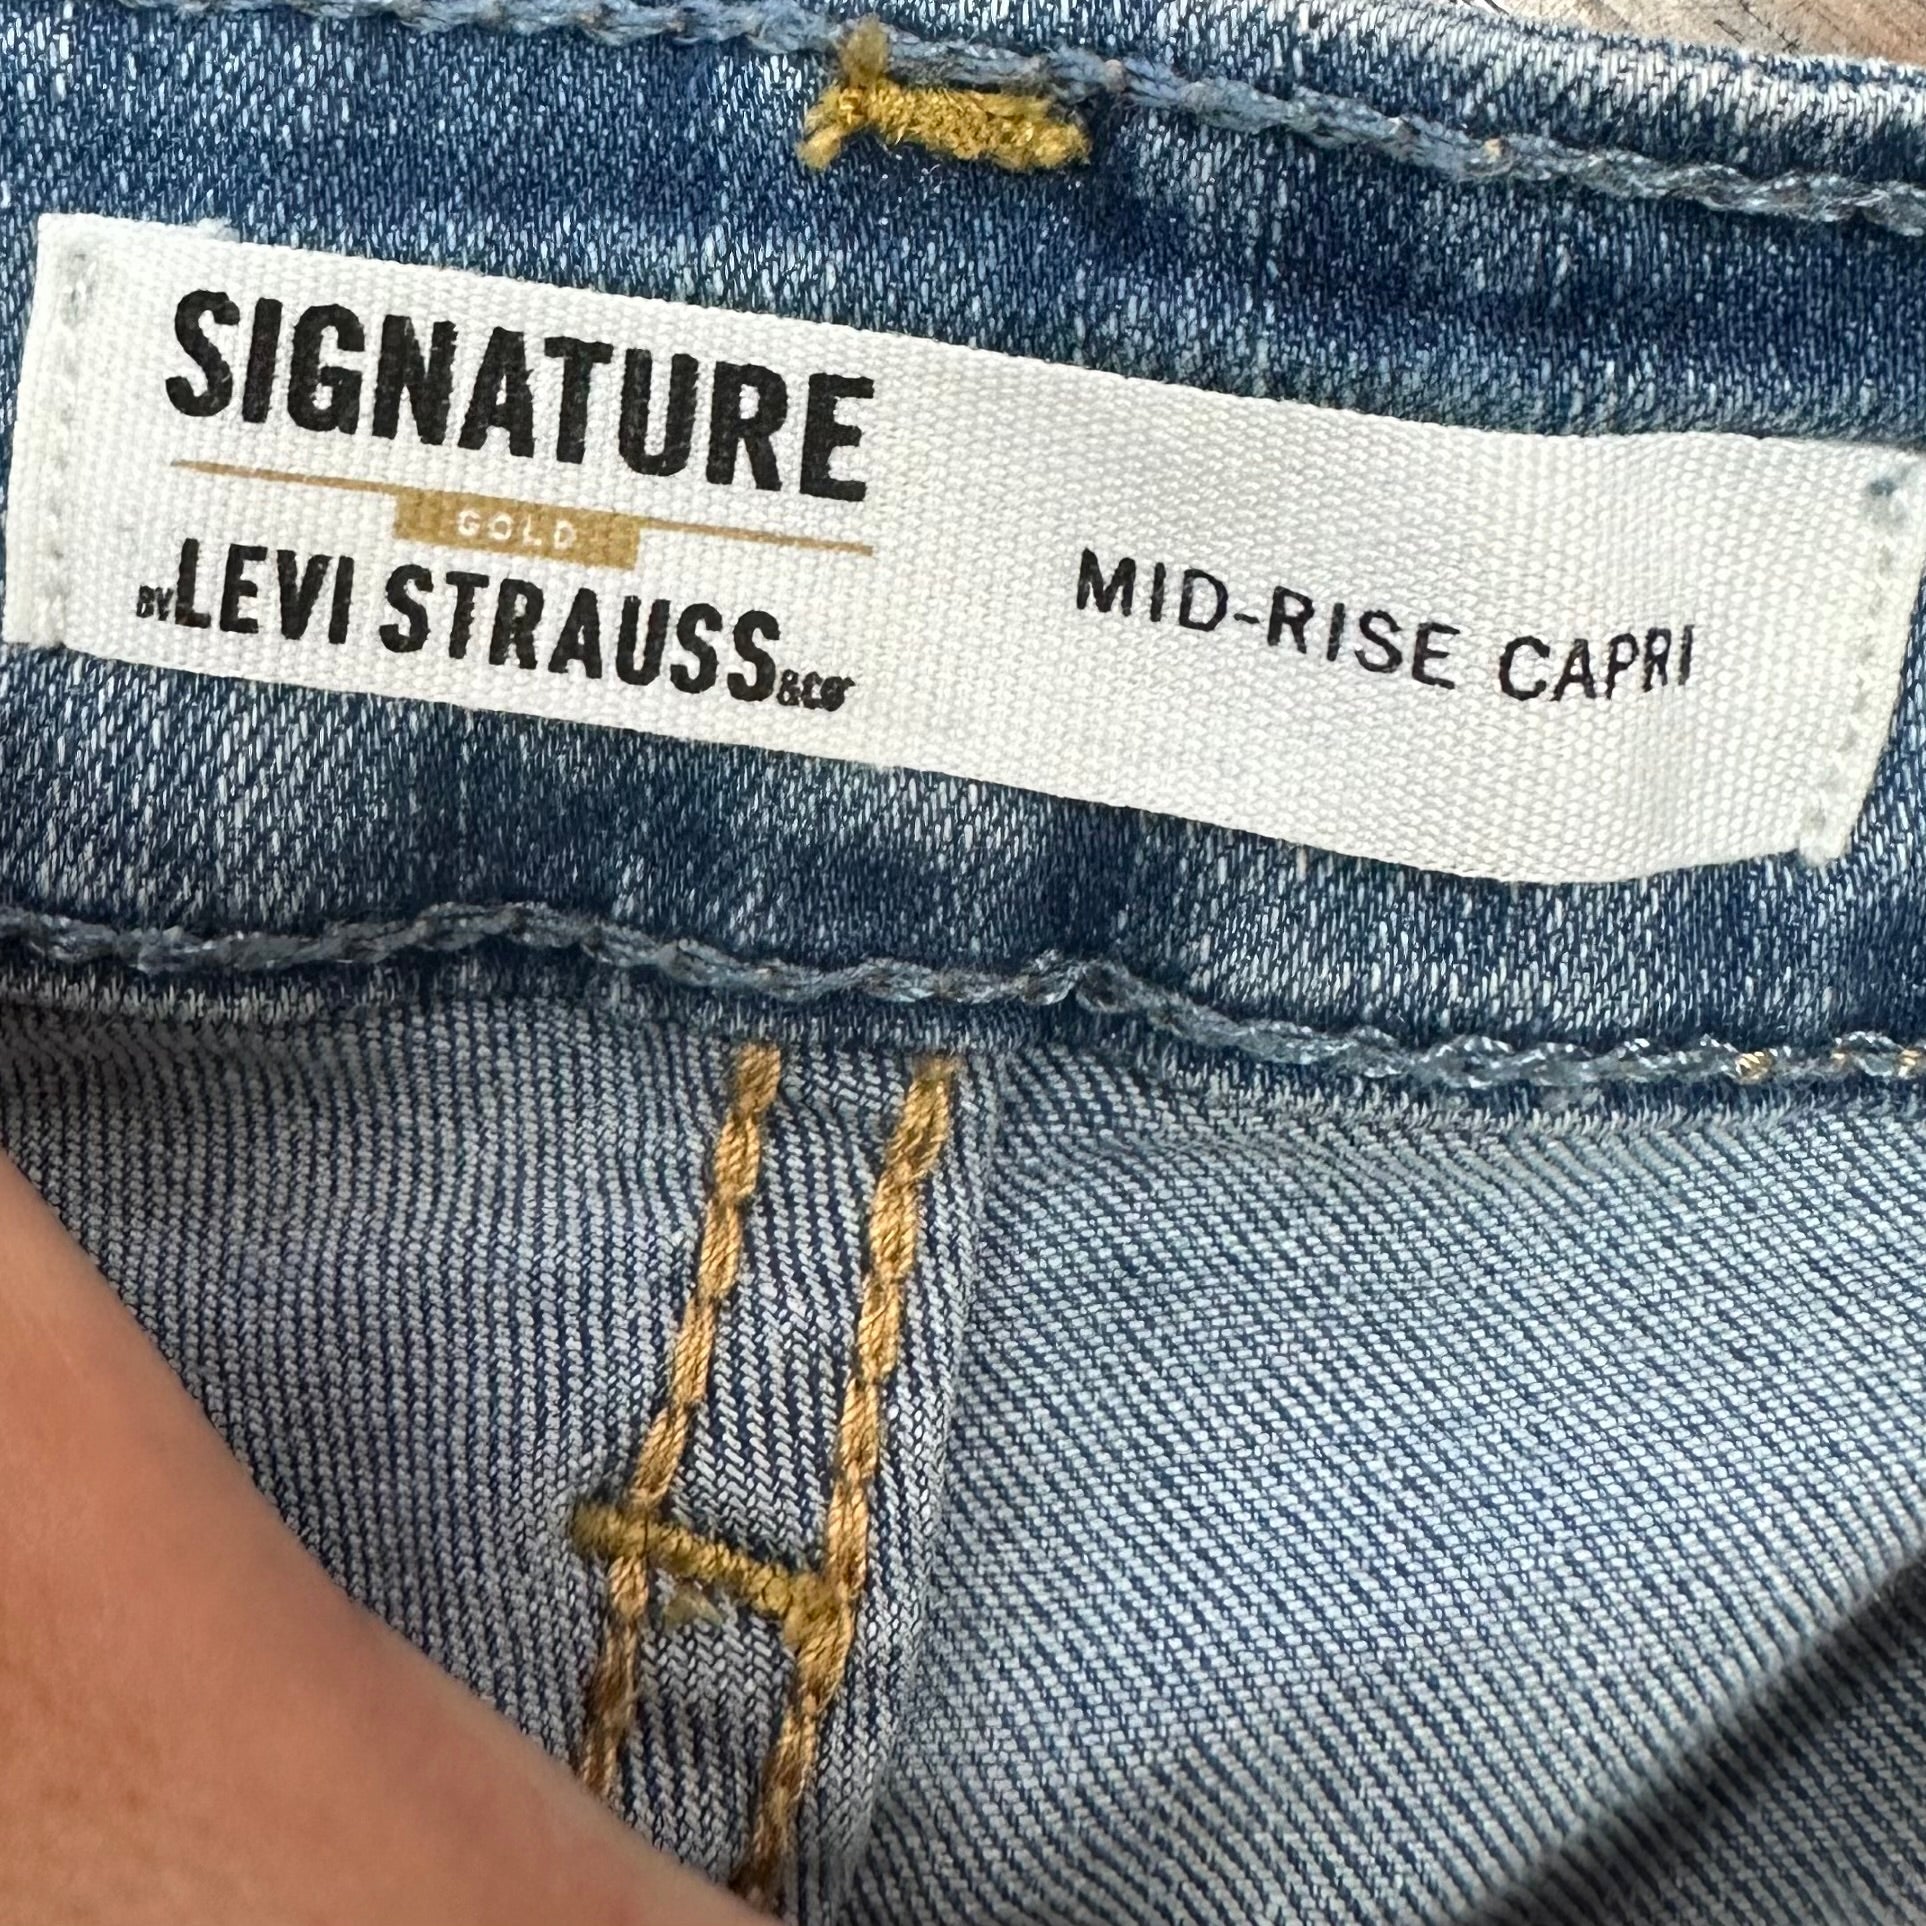 SIGNATURE
GOLD
BY LEVI STRAUSS & CO
MID-RISE CAPRI